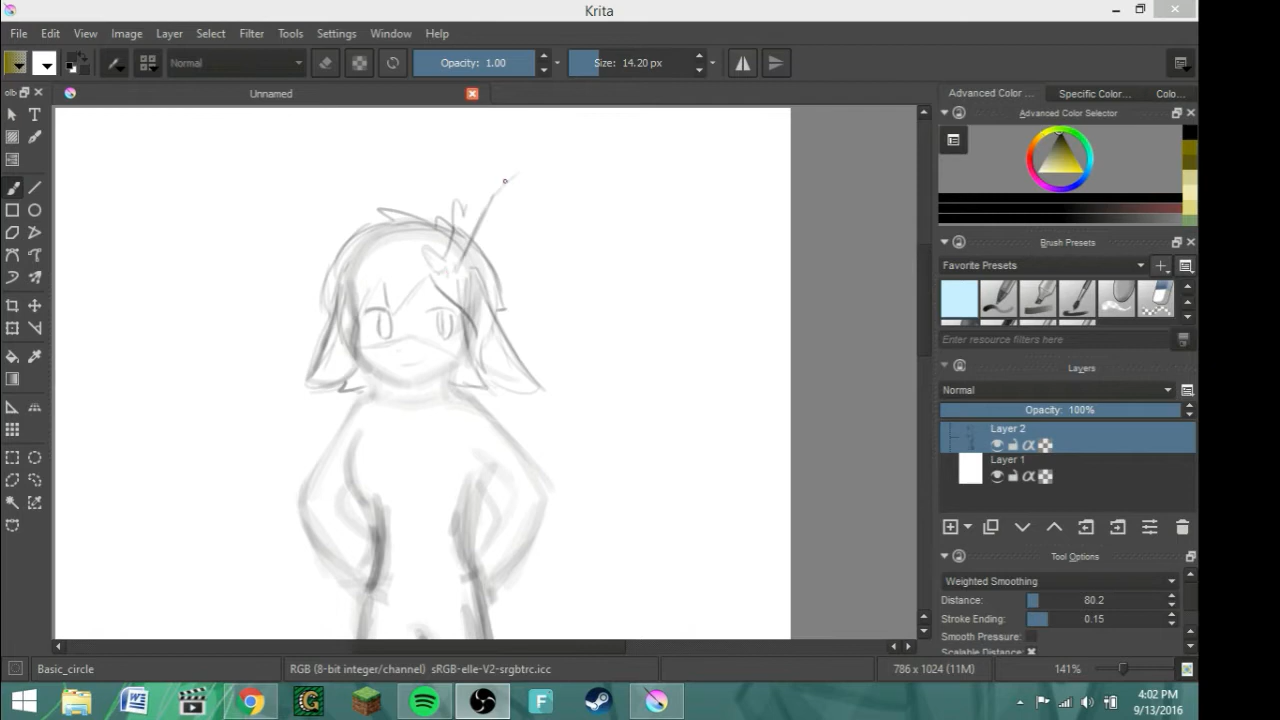 Krita
File Edit View Image Layer Select Filter Tools Settings Window Help
Normal Opacity: 1.00 Size: 14.20 px
Unnamed
Advanced Color ... Specific Color... Colo...
Advanced Color Selector
Brush Presets
Favorite Presets
Enter resource filters here
Layers
Normal
Opacity: 100%
Layer 2
Layer 1
Tool Options
Weighted Smoothing
Distance: 80.2
Stroke Ending: 0.15
Smooth Pressure:
Scalable Distance:
Basic_circle RGB (8-bit integer/channel) sRGB-elle-V2-srgbtrc.icc 786 x 1024 (11M) 141%
4:02 PM
9/13/2016